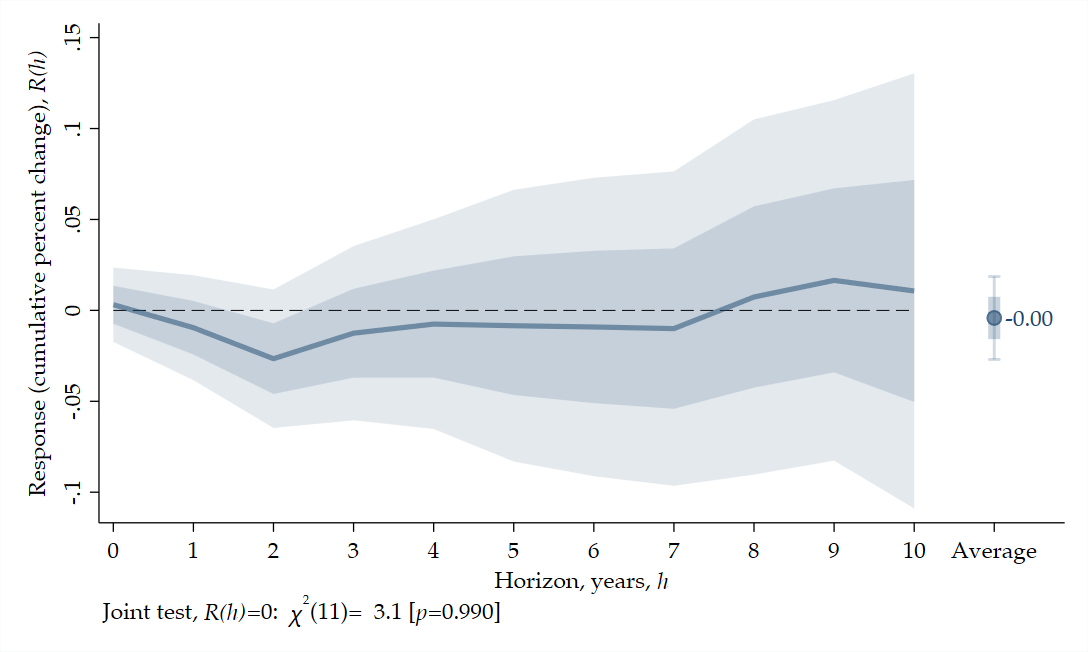 Response (cumulative percent change), R(h)
.15
.1
.05
0
-.05
-.1
-0.00
0 1 2 3 4 5 6 7 8 9 10 Average
Horizon, years, h
Joint test, R(h)=0: χ²(11)= 3.1 [p=0.990]